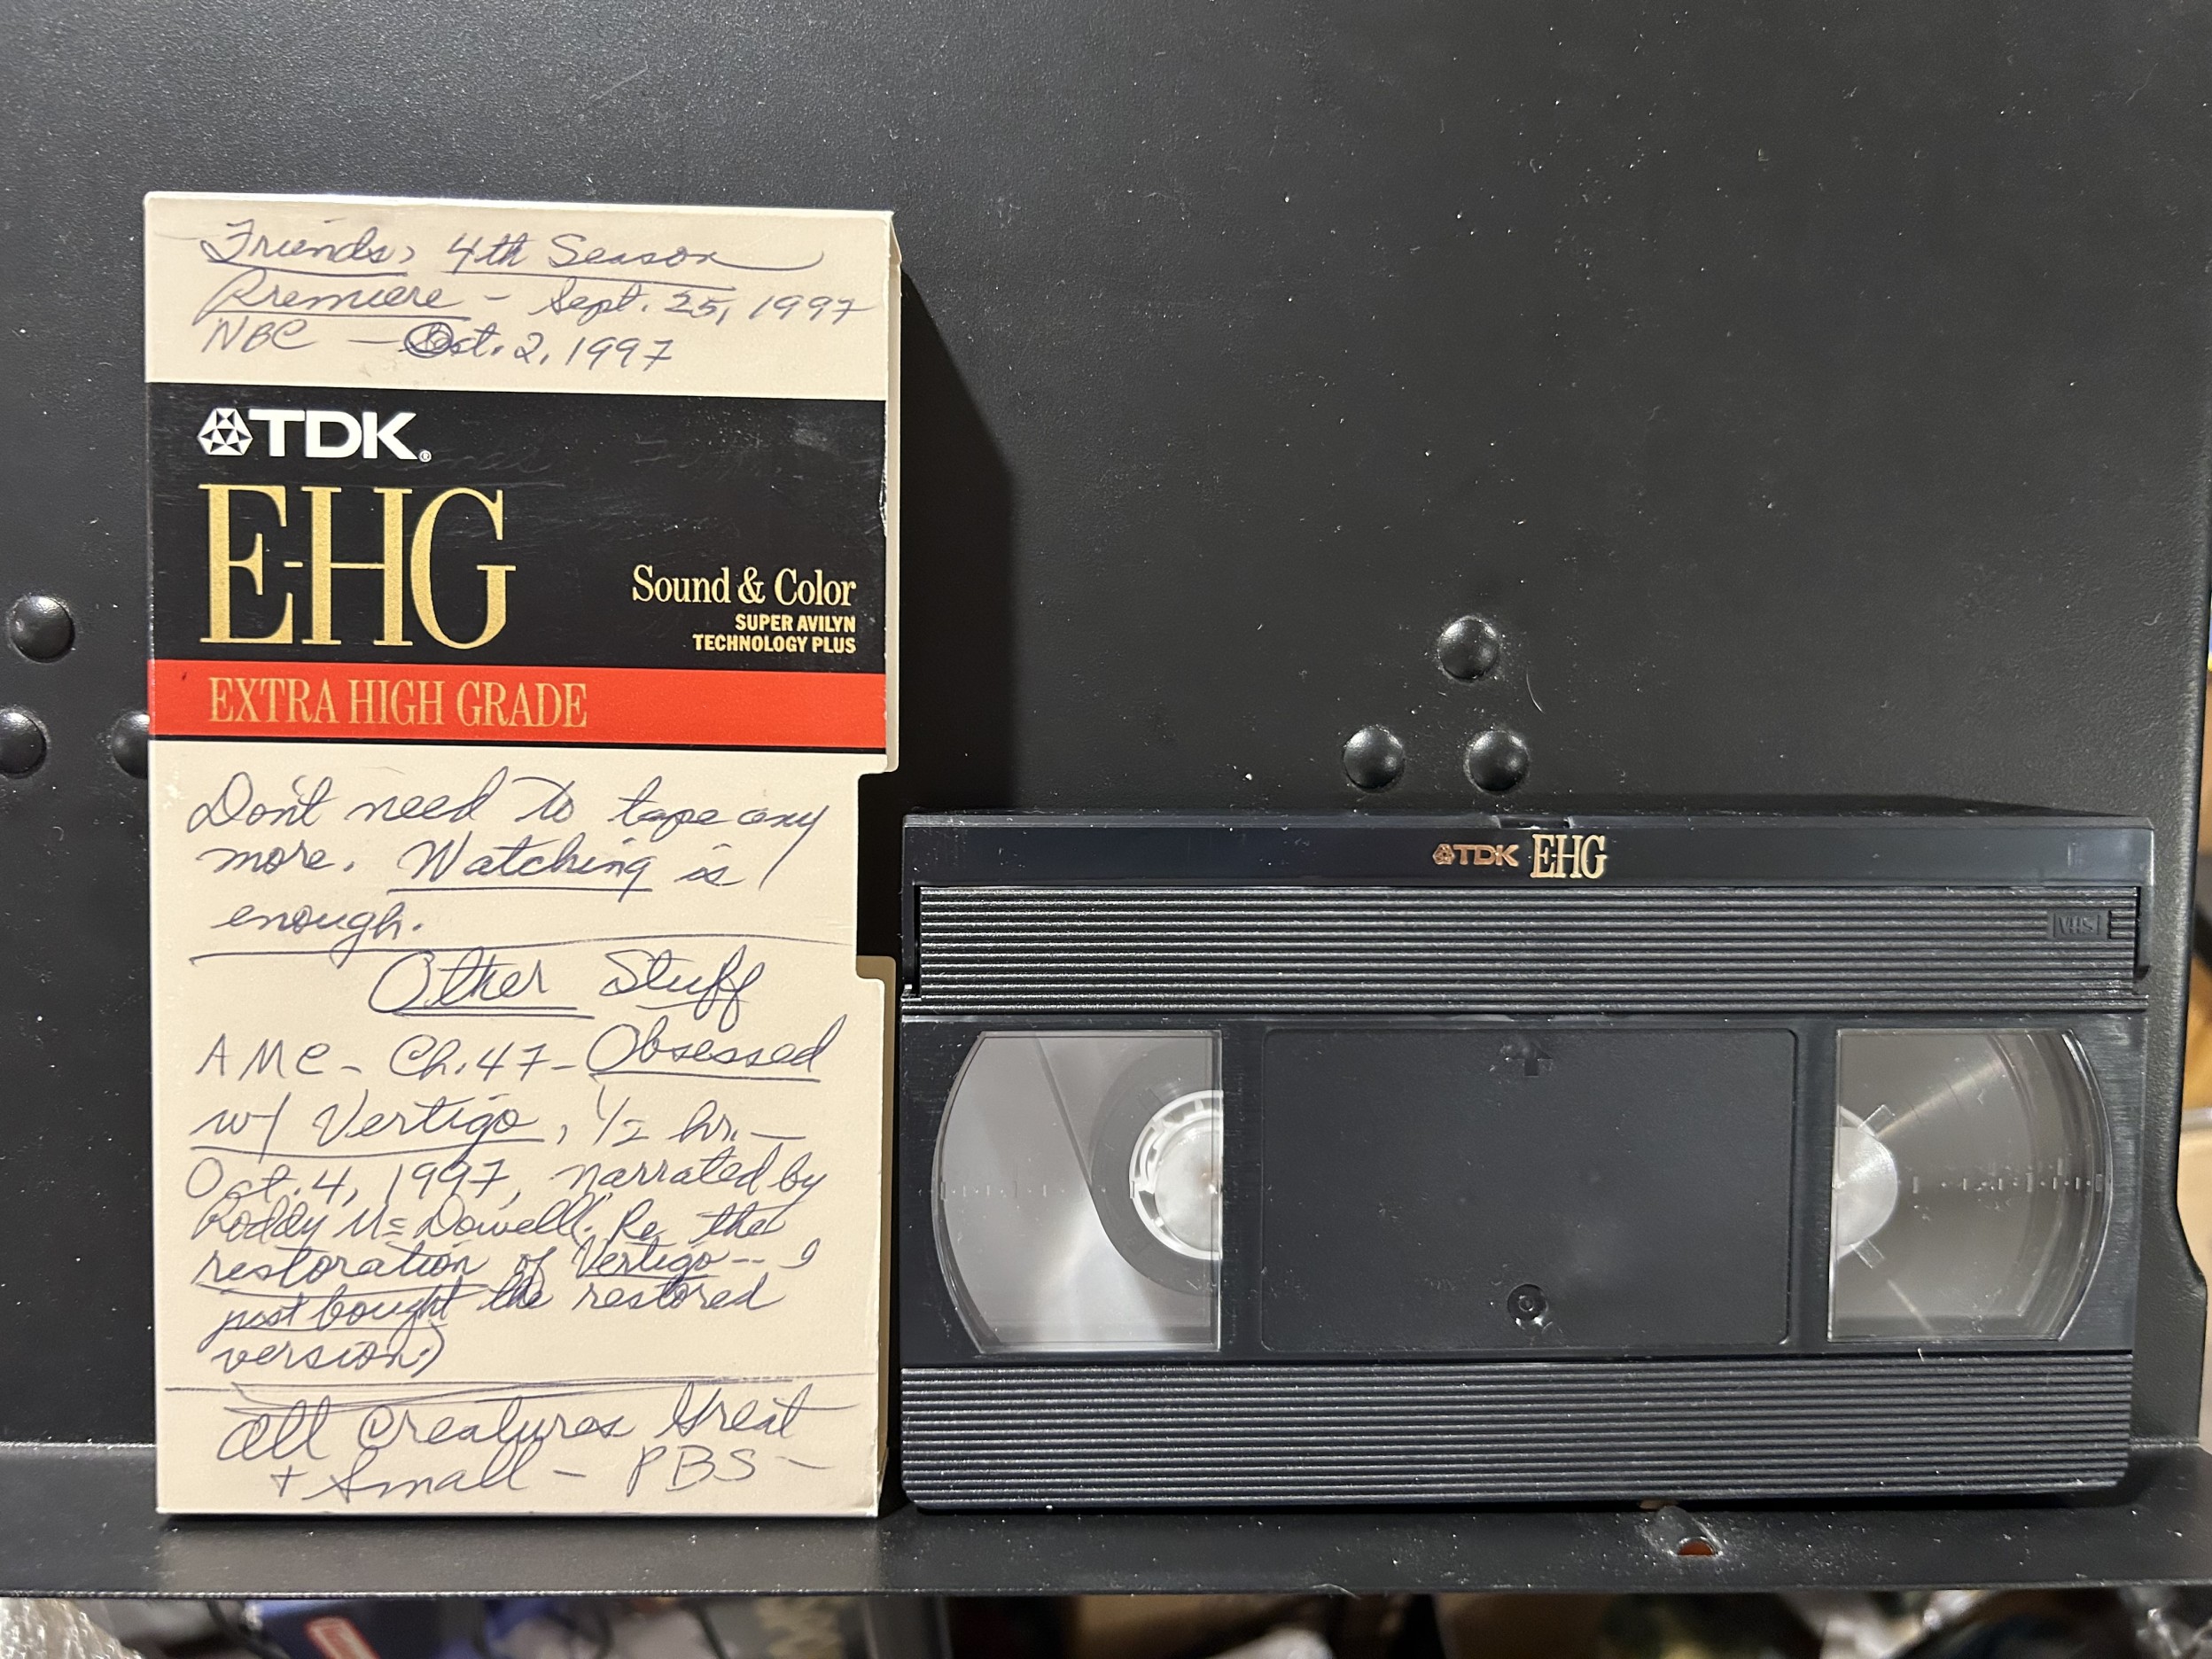 Friends, 4th Season
Premiere - Sept. 25, 1997
NBC - Oct. 2, 1997
TDK®
E-HG
Sound & Color
SUPER AVILYN
TECHNOLOGY PLUS
EXTRA HIGH GRADE
Don't need to tape any
more. Watching is
enough.
Other Stuff
AMC - Ch. 47 - Obsessed
w/ Vertigo, 1/2 hr. -
Oct. 4, 1997, narrated by
Roddy Mc Dowell. Re the
restoration of Vertigo -- I
just bought the restored
version)
All Creatures Great
+ Small - PBS -
TDK E-HG
VHS